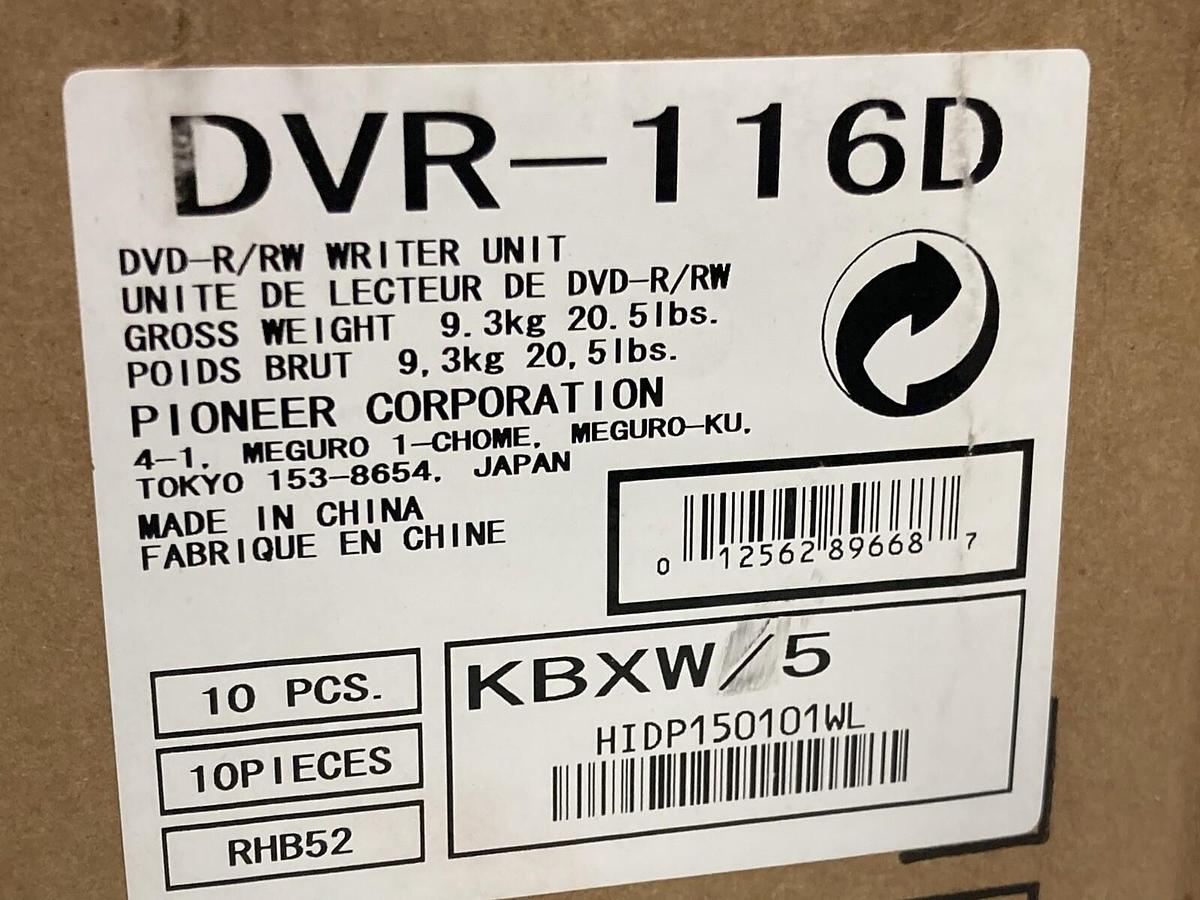 DVR-116D
DVD-R/RW WRITER UNIT
UNITE DE LECTEUR DE DVD-R/RW
GROSS WEIGHT 9.3kg 20.5lbs.
POIDS BRUT 9,3kg 20,5lbs.
PIONEER CORPORATION
4-1, MEGURO 1-CHOME, MEGURO-KU,
TOKYO 153-8654, JAPAN
MADE IN CHINA
FABRIQUE EN CHINE
0 12562 89668 7
10 PCS.
10PIECES
RHB52
KBXW/5
HIDP150101WL